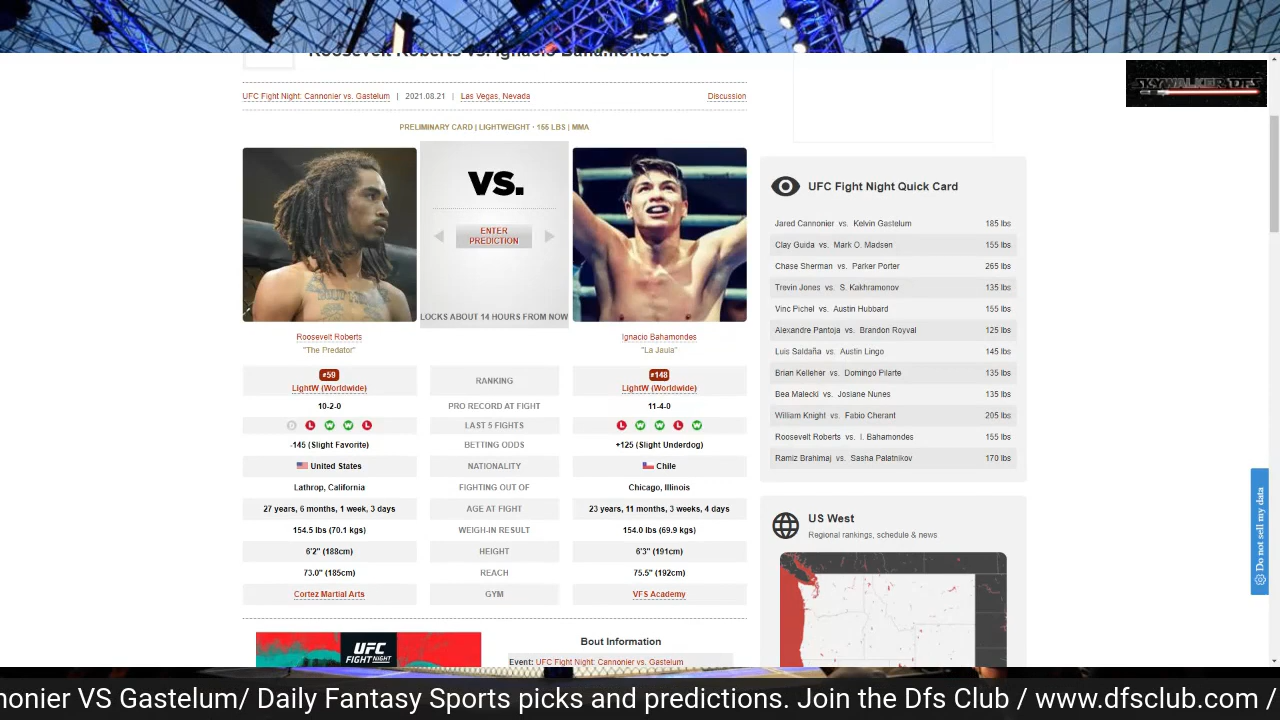 Roosevelt Roberts vs. Ignacio Bahamondes
SKYWALKER DFS
UFC Fight Night: Cannonier vs. Gastelum | 2021.08.21 | Las Vegas, Nevada Discussion
PRELIMINARY CARD | LIGHTWEIGHT · 155 LBS | MMA
VS.
ENTER
PREDICTION
LOCKS ABOUT 14 HOURS FROM NOW
Roosevelt Roberts Ignacio Bahamondes
"The Predator" "La Jaula"
#59 RANKING #148
LightW (Worldwide) LightW (Worldwide)
10-2-0 PRO RECORD AT FIGHT 11-4-0
D L W W L LAST 5 FIGHTS L W W L W
-145 (Slight Favorite) BETTING ODDS +125 (Slight Underdog)
United States NATIONALITY Chile
Lathrop, California FIGHTING OUT OF Chicago, Illinois
27 years, 6 months, 1 week, 3 days AGE AT FIGHT 23 years, 11 months, 3 weeks, 4 days
154.5 lbs (70.1 kgs) WEIGH-IN RESULT 154.0 lbs (69.9 kgs)
6'2" (188cm) HEIGHT 6'3" (191cm)
73.0" (185cm) REACH 75.5" (192cm)
Cortez Martial Arts GYM VFS Academy
UFC
FIGHT NIGHT
Bout Information
Event: UFC Fight Night: Cannonier vs. Gastelum
UFC Fight Night Quick Card
Jared Cannonier vs. Kelvin Gastelum 185 lbs
Clay Guida vs. Mark O. Madsen 155 lbs
Chase Sherman vs. Parker Porter 265 lbs
Trevin Jones vs. S. Kakhramonov 135 lbs
Vinc Pichel vs. Austin Hubbard 155 lbs
Alexandre Pantoja vs. Brandon Royval 125 lbs
Luis Saldaña vs. Austin Lingo 145 lbs
Brian Kelleher vs. Domingo Pilarte 135 lbs
Bea Malecki vs. Josiane Nunes 135 lbs
William Knight vs. Fabio Cherant 205 lbs
Roosevelt Roberts vs. I. Bahamondes 155 lbs
Ramiz Brahimaj vs. Sasha Palatnikov 170 lbs
US West
Regional rankings, schedule & news
Do not sell my data
nnonier VS Gastelum/ Daily Fantasy Sports picks and predictions. Join the Dfs Club / www.dfsclub.com /